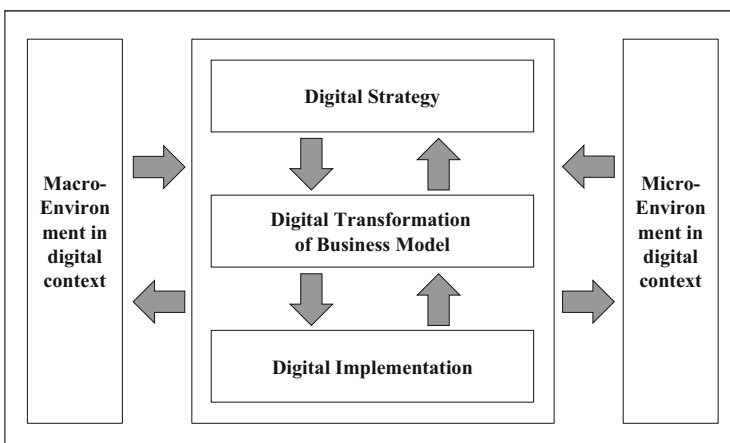 Digital Strategy
Macro-
Environ
ment in
digital
context
Digital Transformation
of Business Model
Micro-
Environ
ment in
digital
context
Digital Implementation